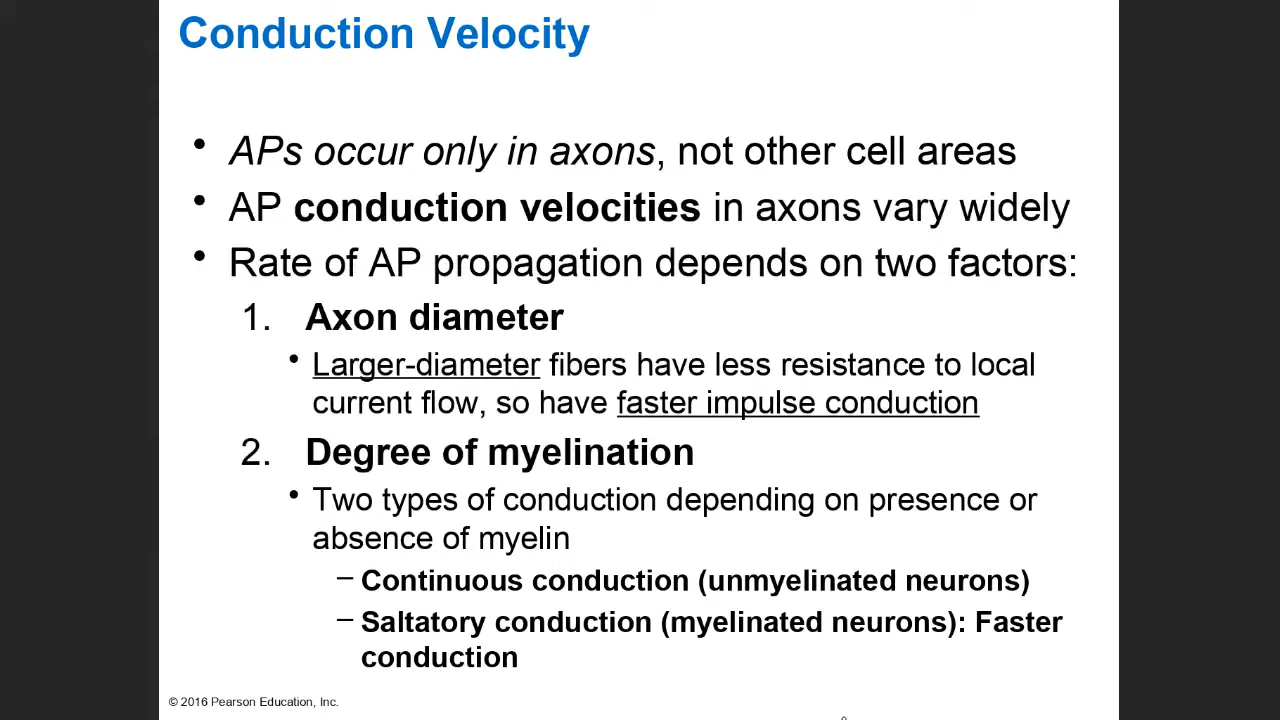 Conduction Velocity
• APs occur only in axons, not other cell areas
• AP conduction velocities in axons vary widely
• Rate of AP propagation depends on two factors:
1. Axon diameter
• Larger-diameter fibers have less resistance to local
current flow, so have faster impulse conduction
2. Degree of myelination
• Two types of conduction depending on presence or
absence of myelin
– Continuous conduction (unmyelinated neurons)
– Saltatory conduction (myelinated neurons): Faster
conduction
© 2016 Pearson Education, Inc.